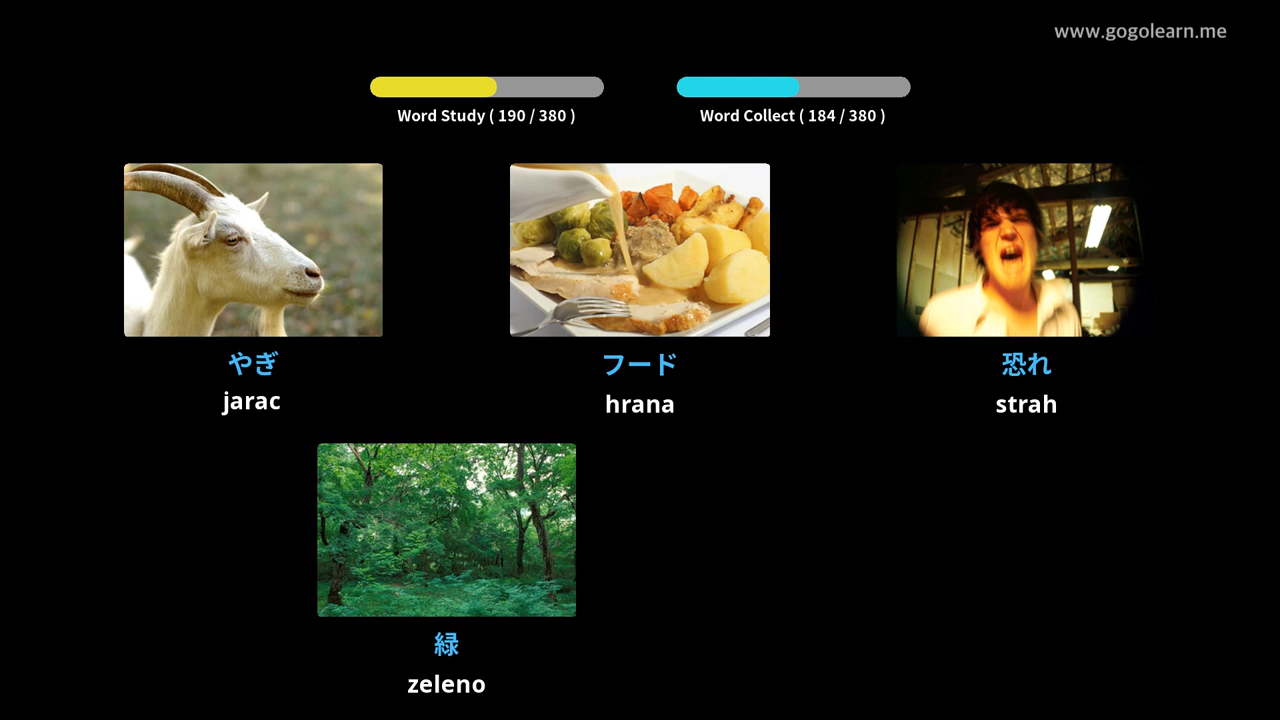 www.gogolearn.me
Word Study ( 190 / 380 )
Word Collect ( 184 / 380 )
やぎ
jarac
フード
hrana
恐れ
strah
緑
zeleno